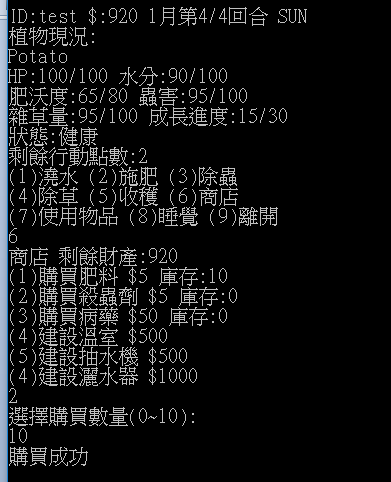 ID:test $:920 1月第4/4回合 SUN
植物現況:
Potato
HP:100/100 水分:90/100
肥沃度:65/80 蟲害:95/100
雜草量:95/100 成長進度:15/30
狀態:健康
剩餘行動點數:2
(1)澆水 (2)施肥 (3)除蟲
(4)除草 (5)收穫 (6)商店
(7)使用物品 (8)睡覺 (9)離開
6
商店 剩餘財產:920
(1)購買肥料 $5 庫存:10
(2)購買殺蟲劑 $5 庫存:0
(3)購買病藥 $50 庫存:0
(4)建設溫室 $500
(5)建設抽水機 $500
(4)建設灑水器 $1000
2
選擇購買數量(0~10):
10
購買成功